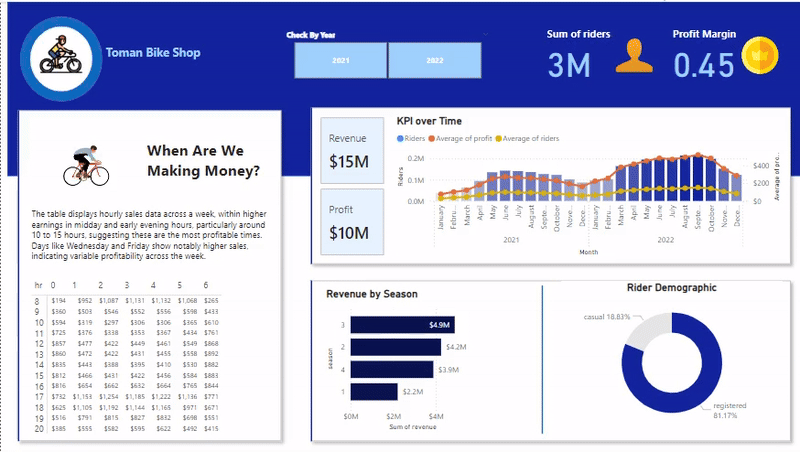 Toman Bike Shop
Check By Year
2021
2022
Sum of riders
3M
Profit Margin
0.45
When Are We
Making Money?
The table displays hourly sales data across a week, within higher
earnings in midday and early evening hours, particularly around
10 to 15 hours, suggesting these are the most profitable times.
Days like Wednesday and Friday show notably higher sales,
indicating variable profitability across the week.
hr 0 1 2 3 4 5 6
8 $194 $952 $1,087 $1,131 $1,132 $1,068 $265
9 $360 $503 $546 $552 $556 $598 $433
10 $594 $319 $297 $306 $306 $365 $610
11 $725 $376 $338 $353 $367 $434 $761
12 $857 $477 $422 $449 $461 $549 $868
13 $860 $472 $422 $431 $455 $558 $892
14 $835 $443 $388 $395 $410 $530 $882
15 $812 $466 $431 $422 $456 $584 $883
16 $816 $654 $662 $632 $664 $765 $844
17 $732 $1,153 $1,254 $1,185 $1,222 $1,136 $771
18 $625 $1,105 $1,192 $1,144 $1,165 $971 $671
19 $516 $791 $815 $827 $832 $698 $551
20 $385 $555 $582 $595 $622 $492 $415
Revenue
$15M
Profit
$10M
KPI over Time
Riders Average of profit Average of riders
Riders
0.2M
0.1M
0.0M
$400
$200
$0
Average of pro...
January
Febru...
March
April
May
June
July
August
Septe...
October
Nove...
Dece...
January
Febru...
March
April
May
June
July
August
Septe...
October
Nove...
Dece...
2021
2022
Month
Revenue by Season
season
3 $4.9M
2 $4.2M
4 $3.9M
1 $2.2M
$0M $2M $4M
Sum of revenue
Rider Demographic
casual 18.83%
registered
81.17%